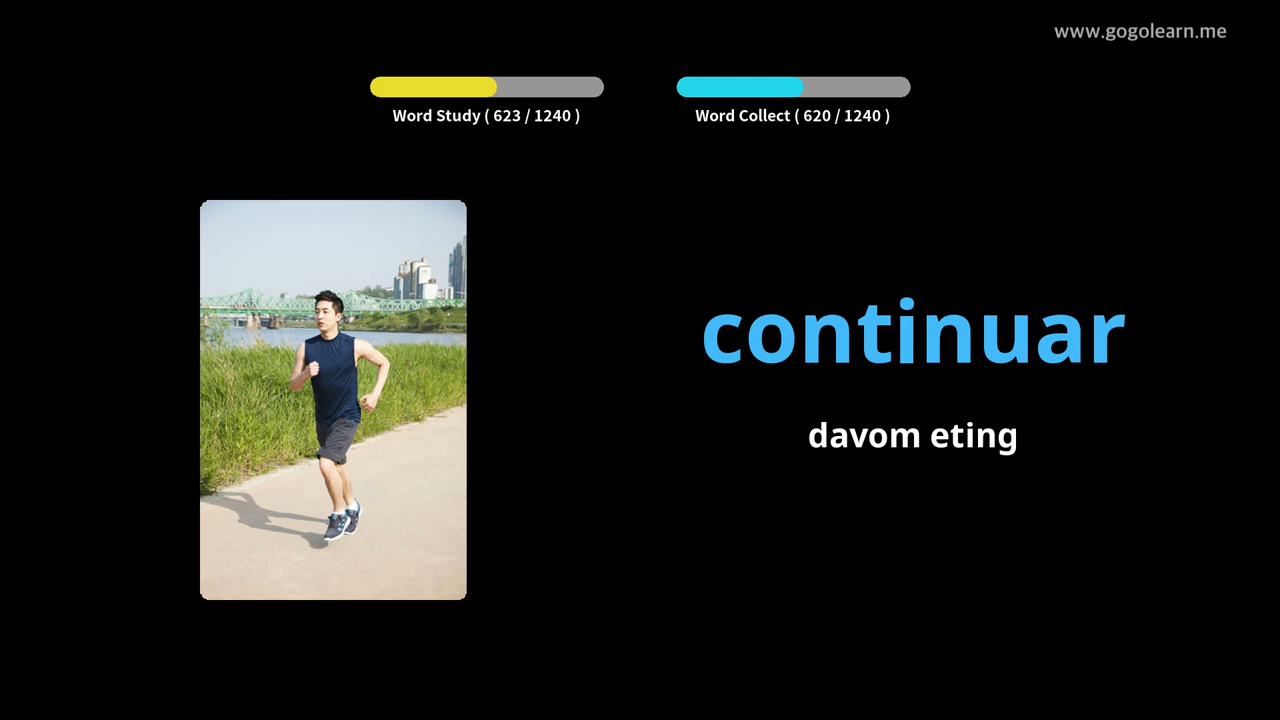 www.gogolearn.me
Word Study ( 623 / 1240 )
Word Collect ( 620 / 1240 )
continuar
davom eting